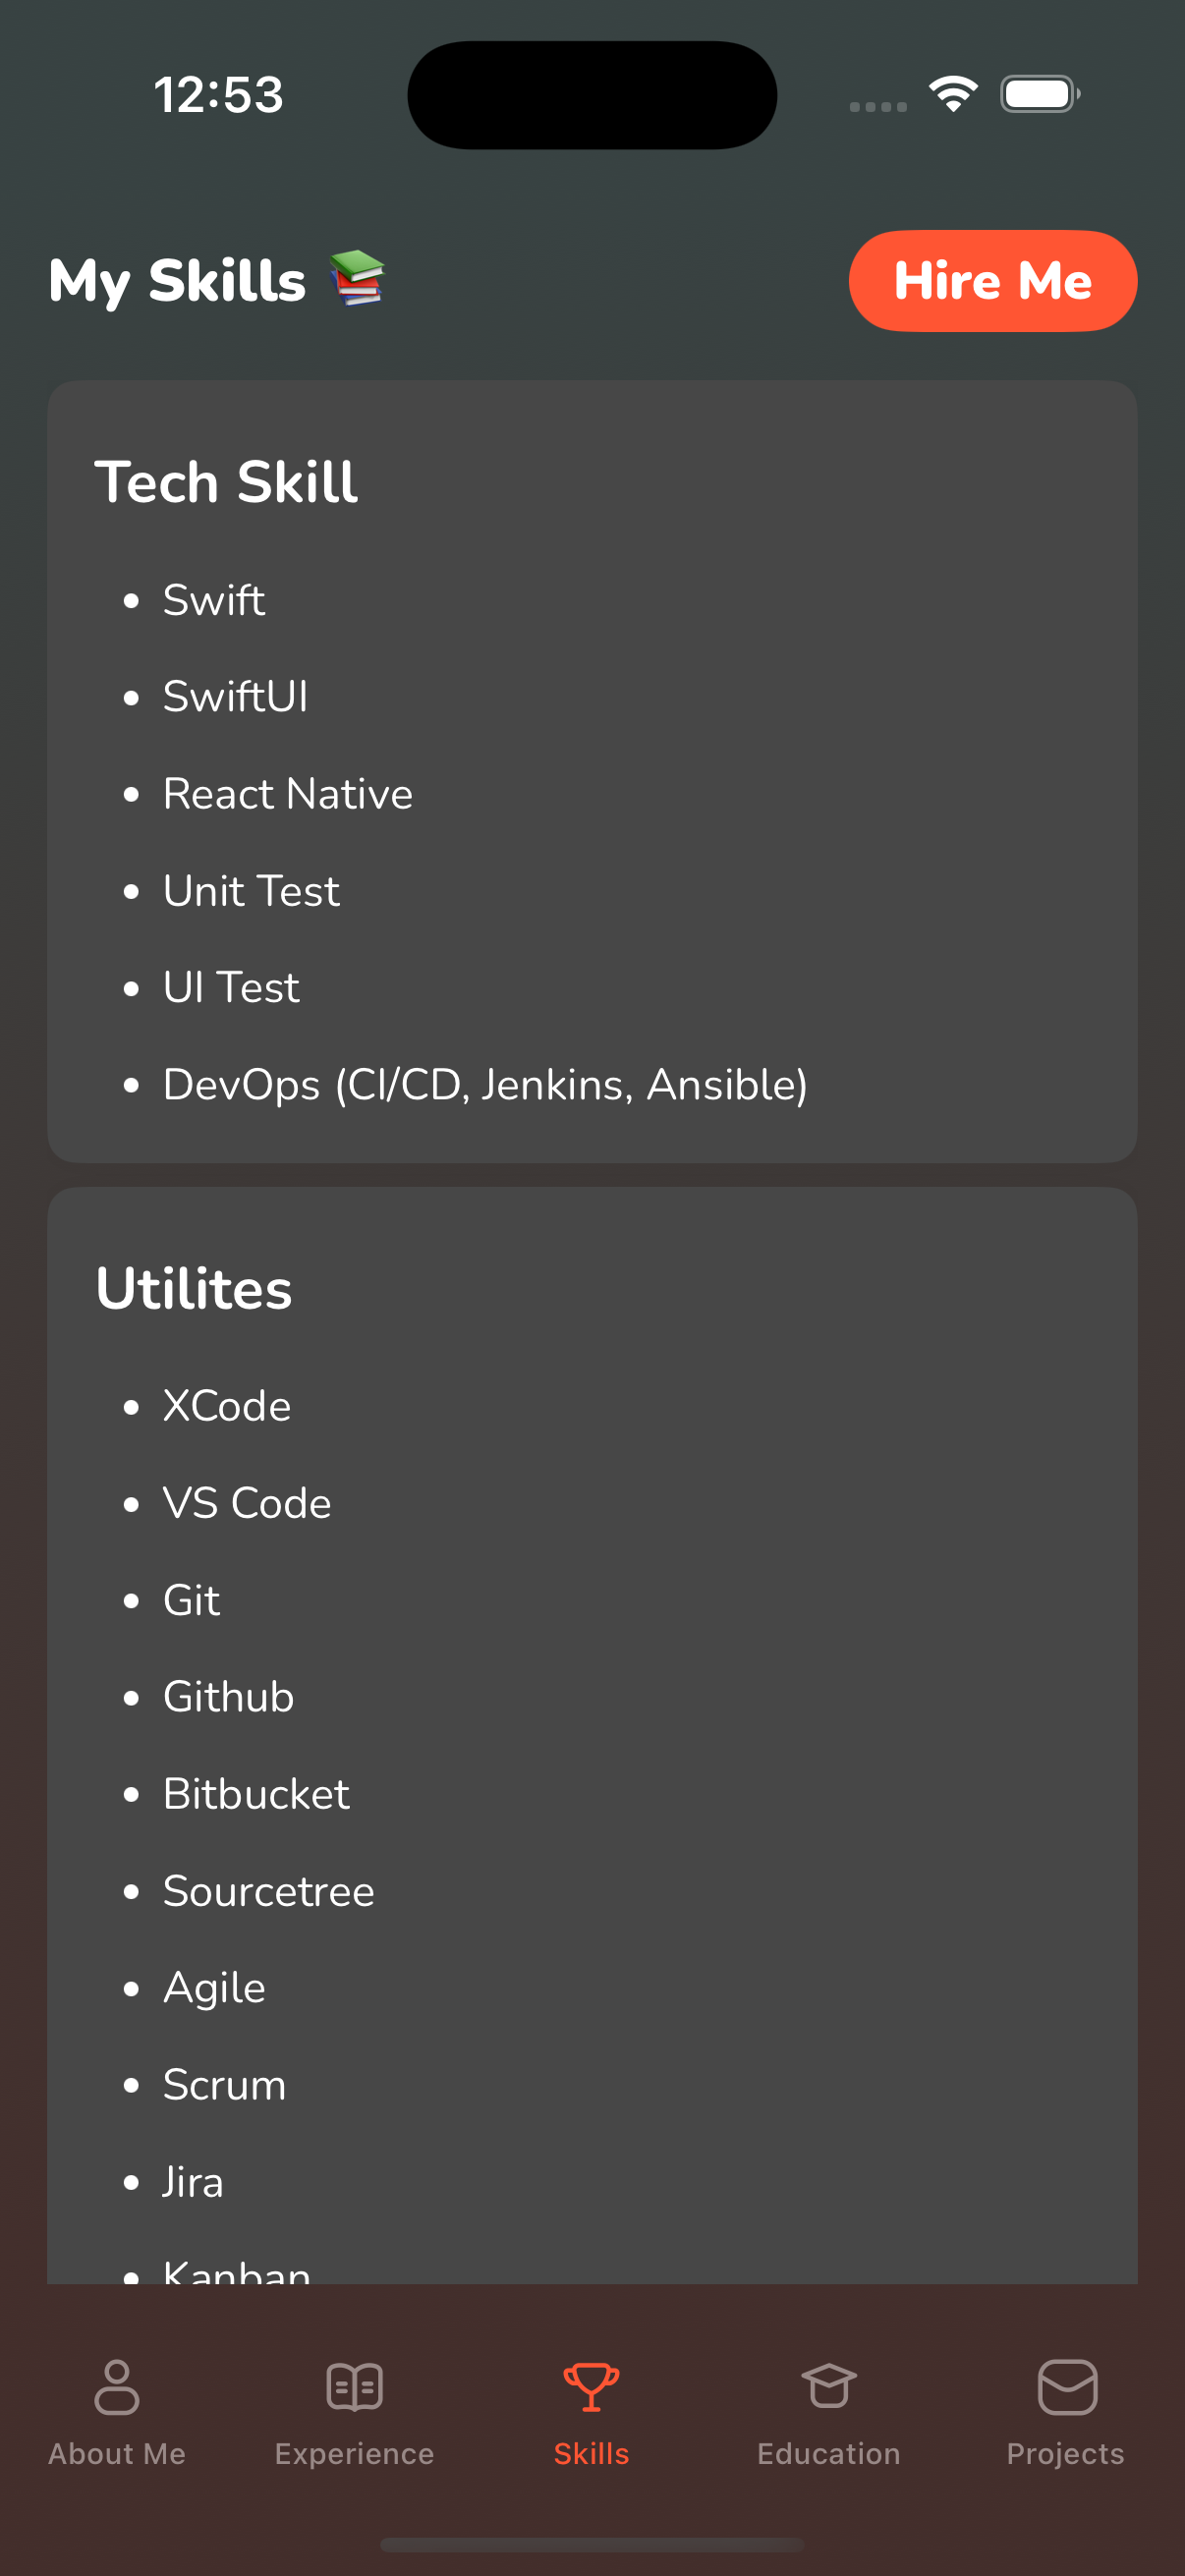 12:53
My Skills 📚
Hire Me
Tech Skill
• Swift
• SwiftUI
• React Native
• Unit Test
• UI Test
• DevOps (CI/CD, Jenkins, Ansible)
Utilites
• XCode
• VS Code
• Git
• Github
• Bitbucket
• Sourcetree
• Agile
• Scrum
• Jira
• Kanban
About Me
Experience
Skills
Education
Projects